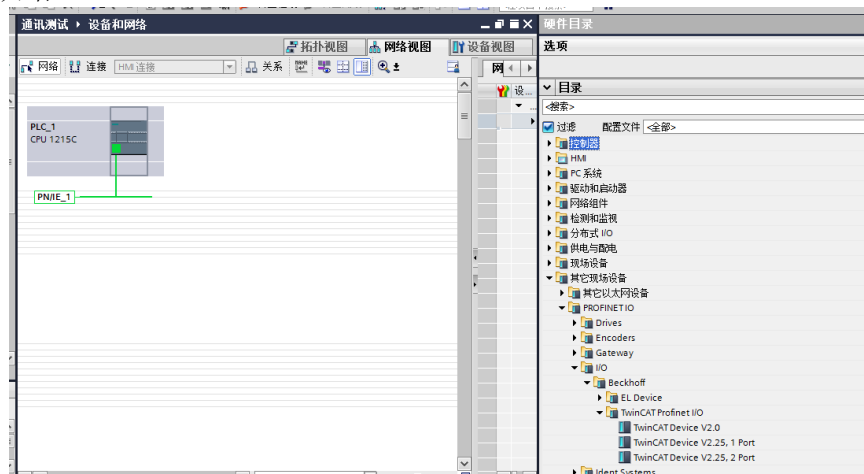 通讯测试 ▸ 设备和网络
硬件目录
拓扑视图
网络视图
设备视图
选项
网络
连接
HMI连接
关系
网
目录
设...
<搜索>
过滤
配置文件
<全部>
PLC_1
CPU 1215C
PN/IE_1
控制器
HMI
PC 系统
驱动和启动器
网络组件
检测和监视
分布式 I/O
供电与配电
现场设备
其它现场设备
其它以太网设备
PROFINET IO
Drives
Encoders
Gateway
I/O
Beckhoff
EL Device
TwinCAT Profinet I/O
TwinCAT Device V2.0
TwinCAT Device V2.25, 1 Port
TwinCAT Device V2.25, 2 Port
Ident Systems